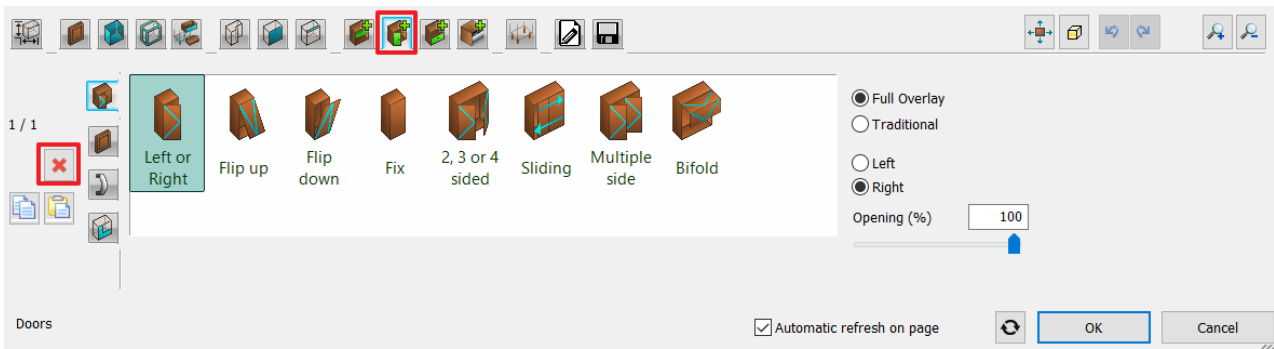 1 / 1
Left or
Right
Flip up
Flip
down
Fix
2, 3 or 4
sided
Sliding
Multiple
side
Bifold
Full Overlay
Traditional
Left
Right
Opening (%) 100
Doors
Automatic refresh on page
OK
Cancel